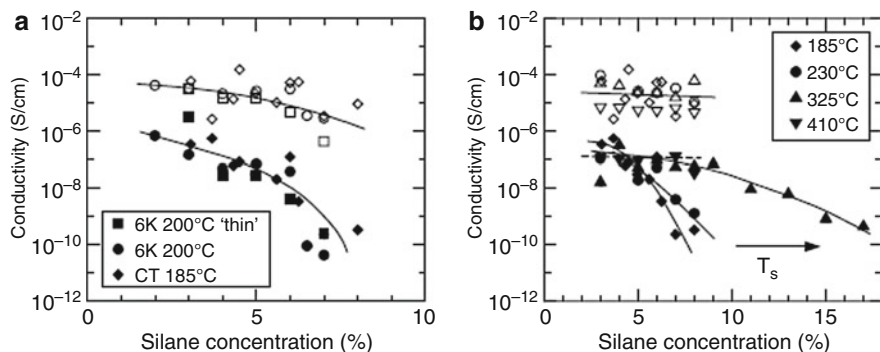 a
Conductivity (S/cm)
10−2
10−4
10−6
10−8
10−10
10−12
0
5
10
Silane concentration (%)
6K 200°C 'thin'
6K 200°C
CT 185°C
b
Conductivity (S/cm)
10−2
10−4
10−6
10−8
10−10
10−12
0
5
10
15
Silane concentration (%)
185°C
230°C
325°C
410°C
Ts